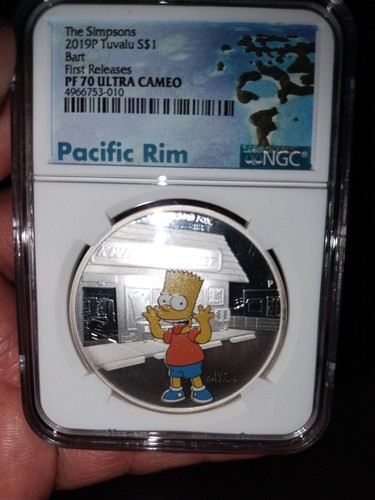 The Simpsons
2019P Tuvalu S$1
Bart
First Releases
PF 70 ULTRA CAMEO
4966753-010
Pacific Rim
NGC®
P